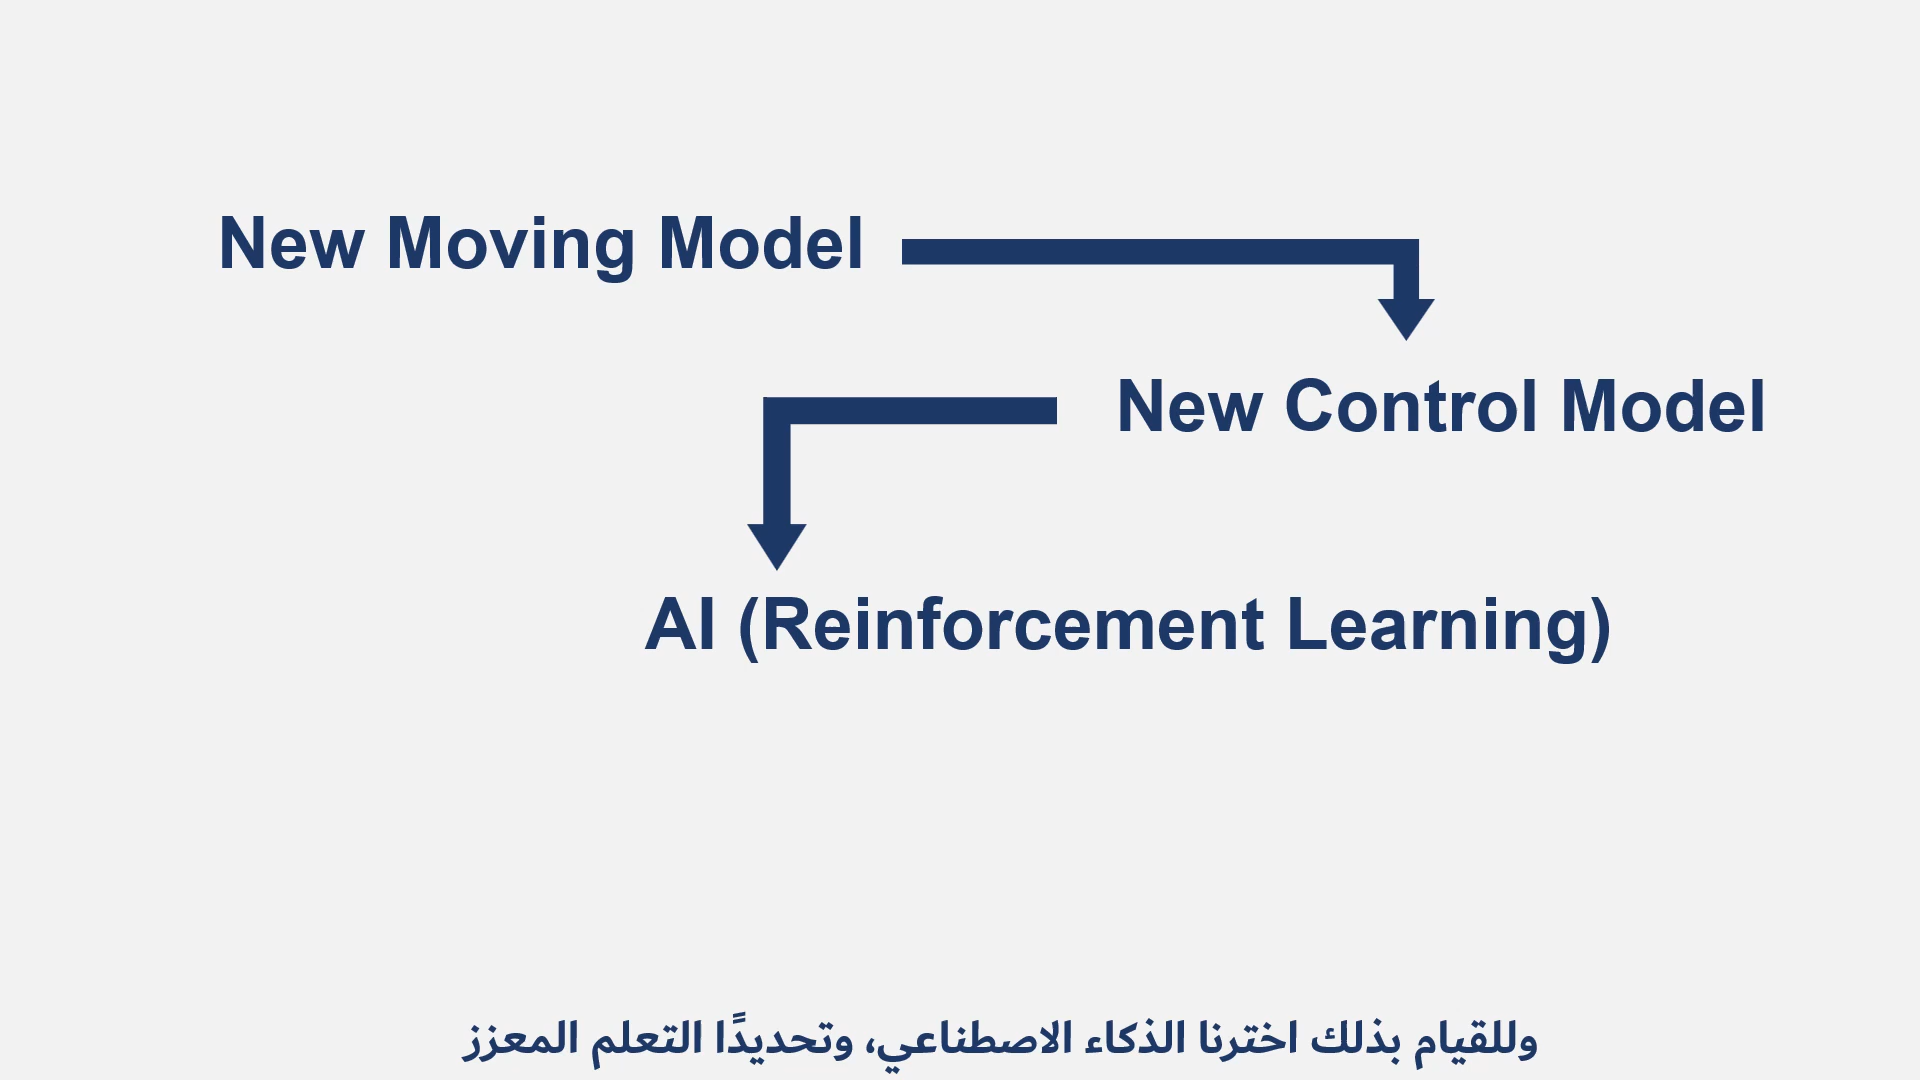 New Moving Model
New Control Model
AI (Reinforcement Learning)
وللقيام بذلك اخترنا الذكاء الاصطناعي، وتحديدًا التعلم المعزز